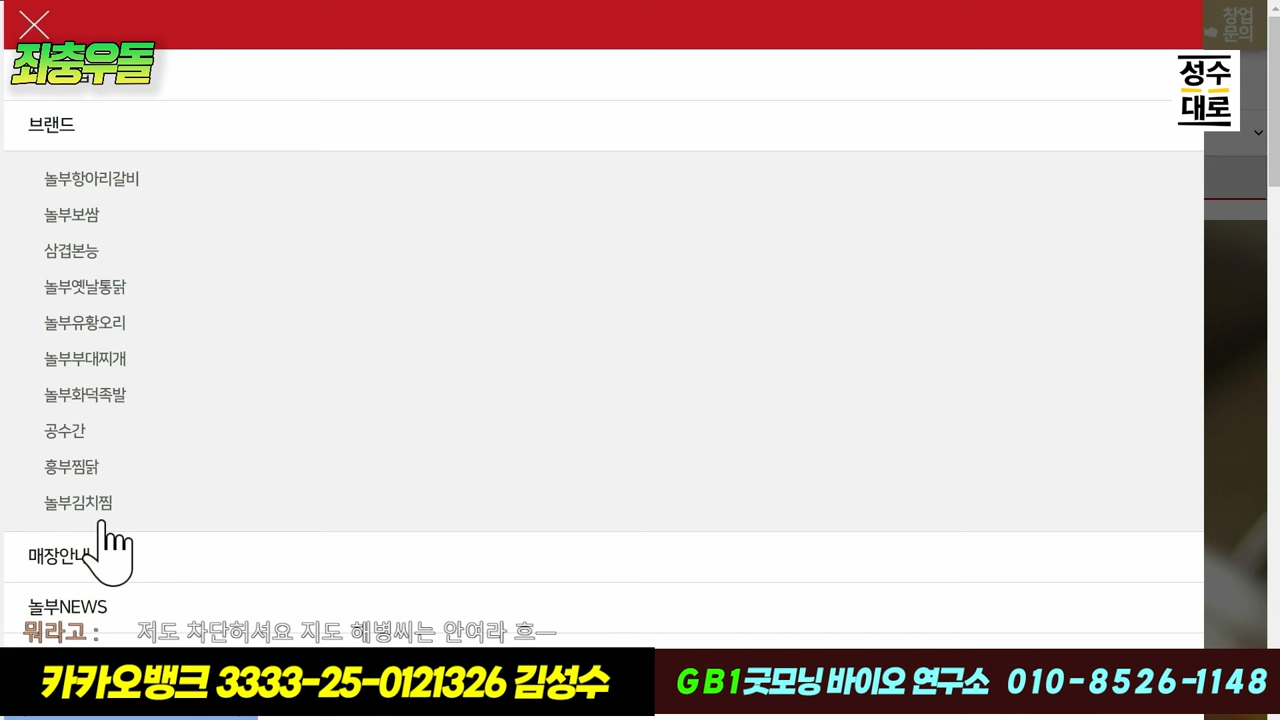 창업
문의
좌충우돌
성수
대로
브랜드
놀부항아리갈비
놀부보쌈
삼겹본능
놀부옛날통닭
놀부유황오리
놀부부대찌개
놀부화덕족발
공수간
흥부찜닭
놀부김치찜
매장안내
놀부NEWS
뭐라고 : 저도 차단허셔요 지도 해병씨는 안여라 흐ㅡ
카카오뱅크 3333-25-0121326 김성수
GB1굿모닝 바이오 연구소 010-8526-1148